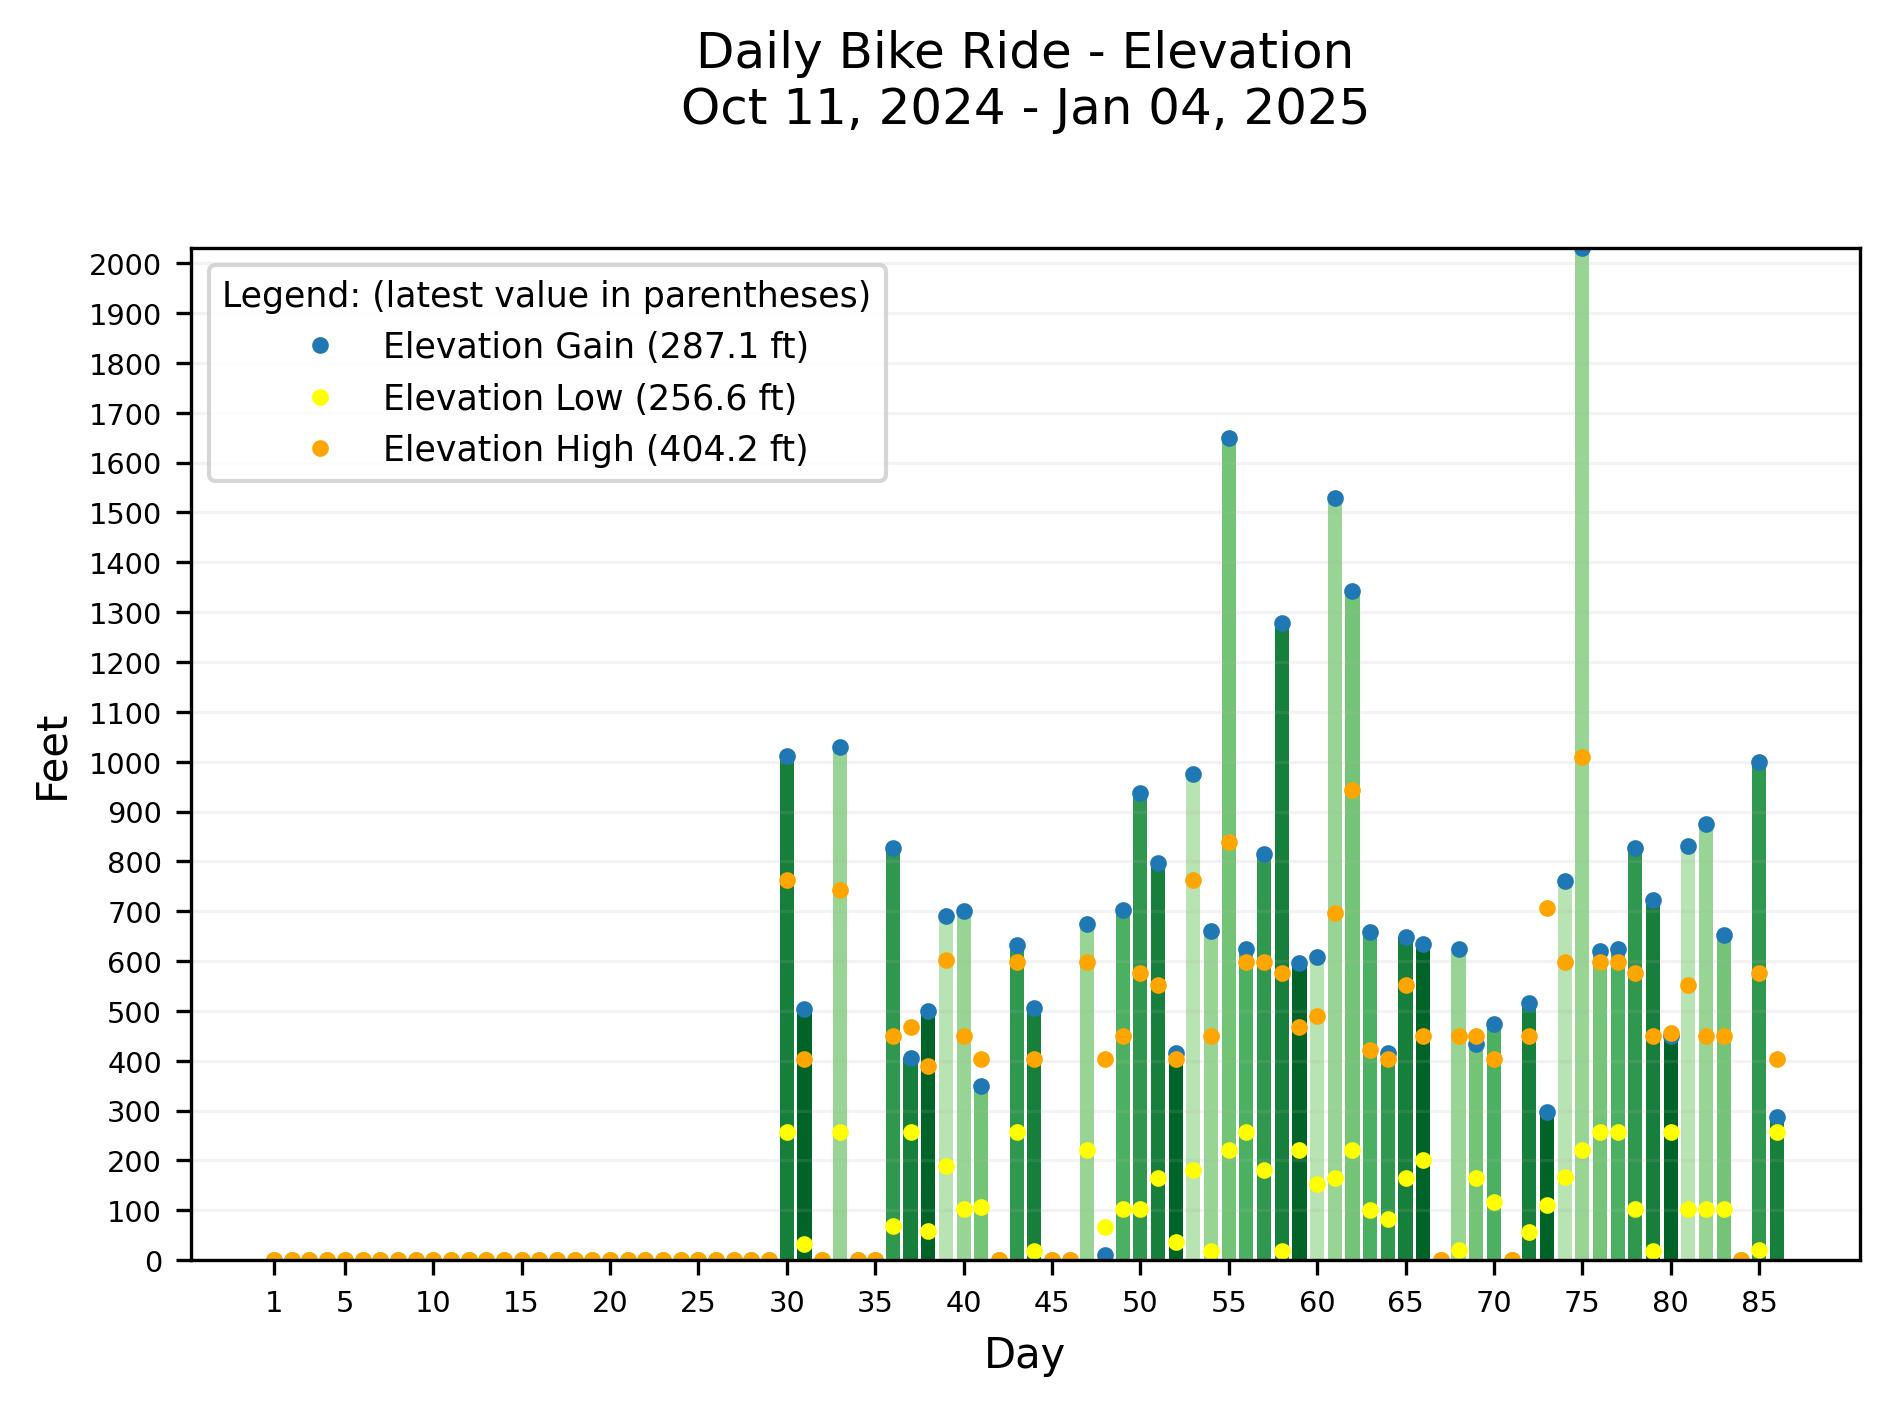 Daily Bike Ride - Elevation
Oct 11, 2024 - Jan 04, 2025
Legend: (latest value in parentheses)
Elevation Gain (287.1 ft)
Elevation Low (256.6 ft)
Elevation High (404.2 ft)
Feet
2000
1900
1800
1700
1600
1500
1400
1300
1200
1100
1000
900
800
700
600
500
400
300
200
100
0
1 5 10 15 20 25 30 35 40 45 50 55 60 65 70 75 80 85
Day